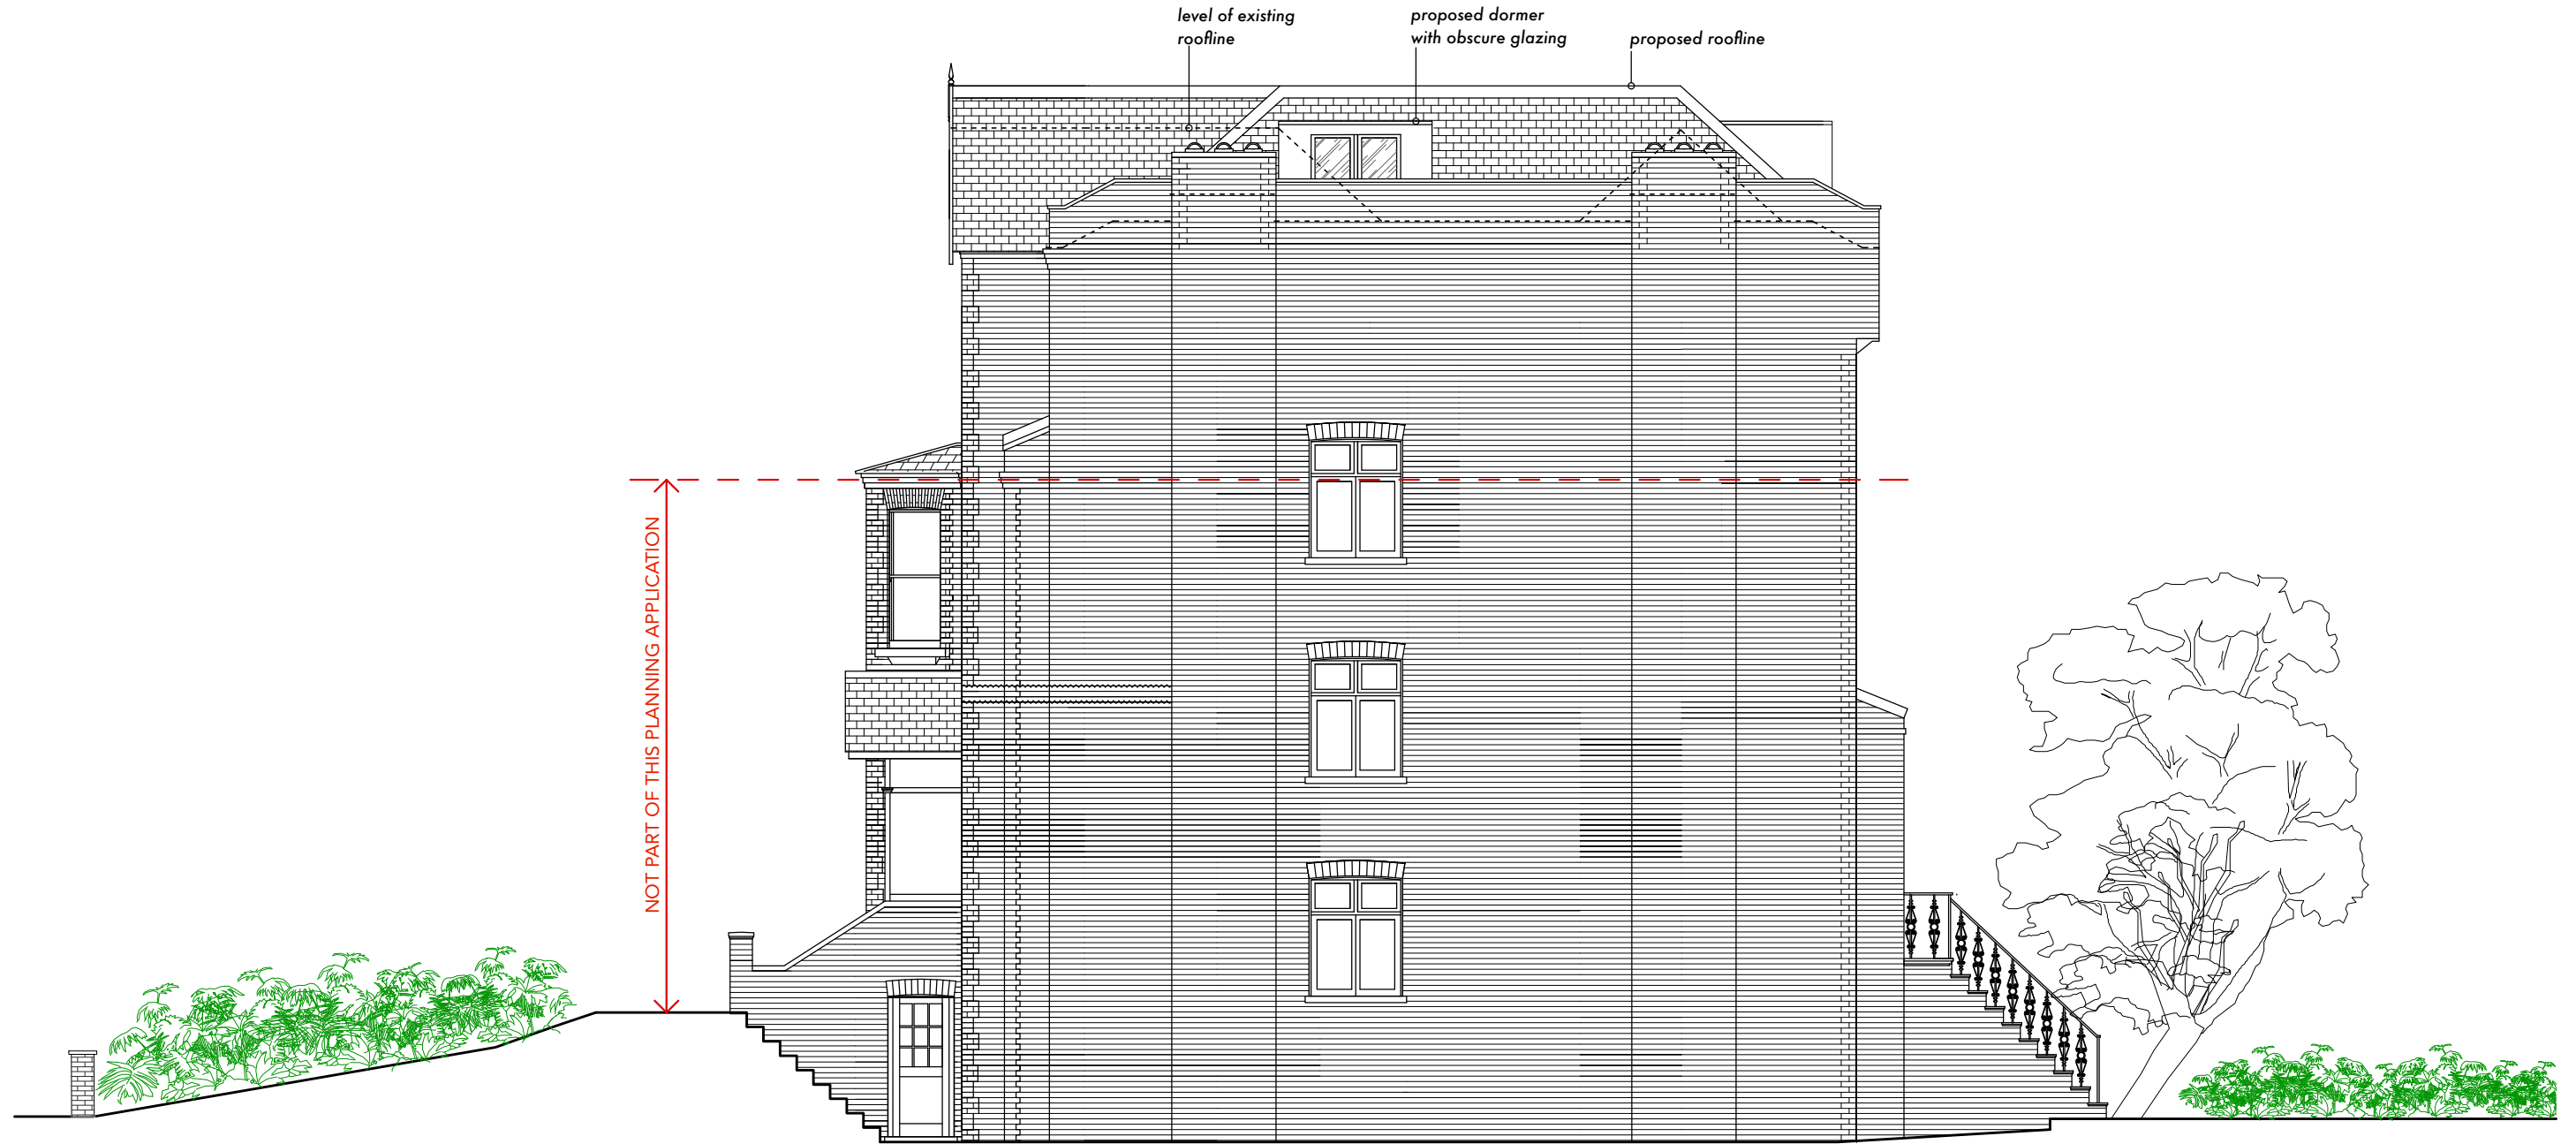 level of existing
roofline
proposed dormer
with obscure glazing
proposed roofline
NOT PART OF THIS PLANNING APPLICATION